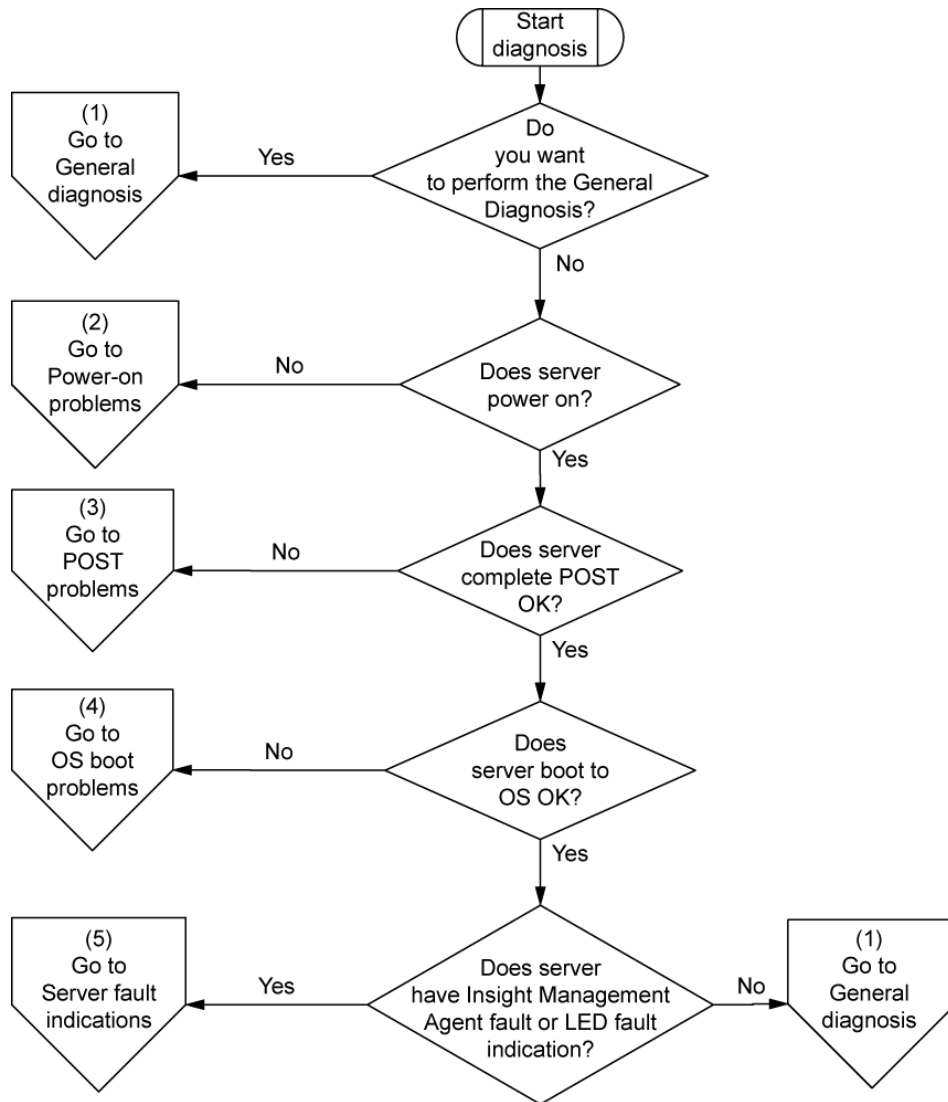 Start
diagnosis
(1)
Go to
General
diagnosis
Yes
Do
you want
to perform the General
Diagnosis?
No
(2)
Go to
Power-on
problems
No
Does server
power on?
Yes
(3)
Go to
POST
problems
No
Does server
complete POST
OK?
Yes
(4)
Go to
OS boot
problems
No
Does
server boot to
OS OK?
Yes
(5)
Go to
Server fault
indications
Yes
Does server
have Insight Management
Agent fault or LED fault
indication?
No
(1)
Go to
General
diagnosis